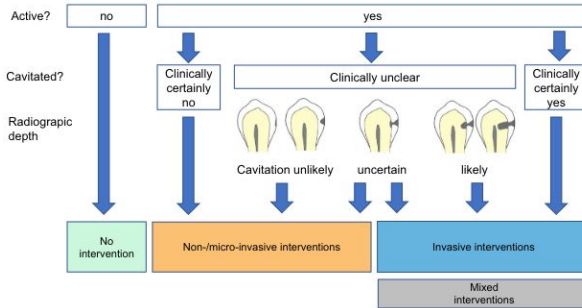 Active?
no
yes
Cavitated?
Clinically
certainly
no
Clinically unclear
Clinically
certainly
yes
Radiograpic
depth
Cavitation unlikely
uncertain
likely
No
intervention
Non-/micro-invasive interventions
Invasive interventions
Mixed
interventions